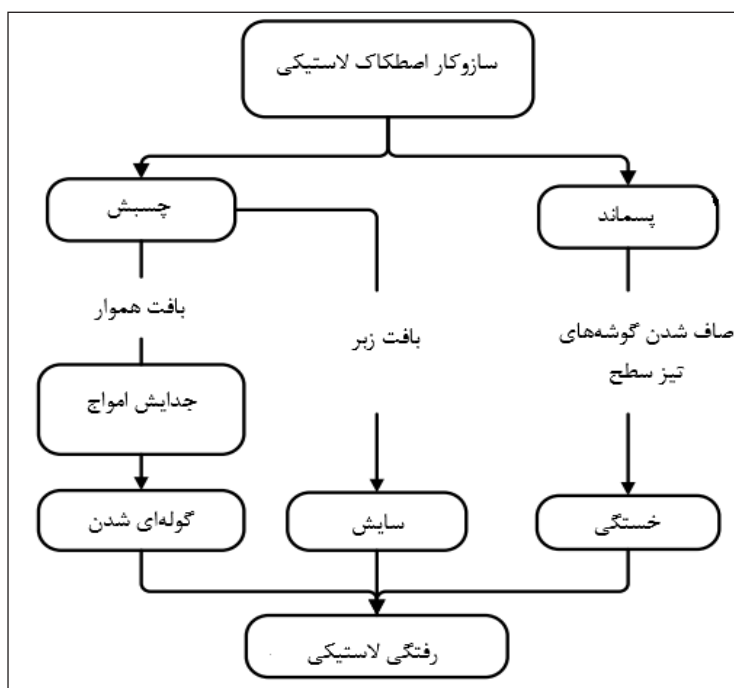 سازوکار اصطکاک لاستیکی
چسبش
پسماند
بافت هموار
بافت زبر
صاف شدن گوشه‌های
تیز سطح
جدایش امواج
گوله‌ای شدن
سایش
خستگی
رفتگی لاستیکی